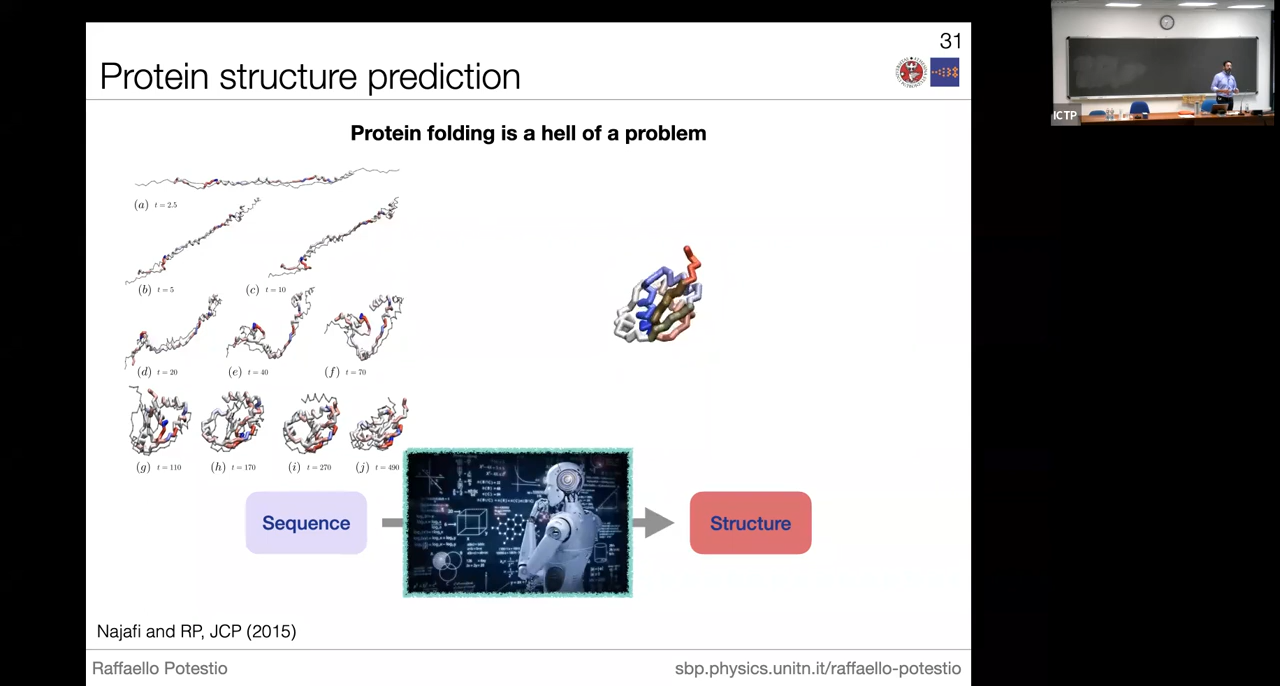 31
Protein structure prediction
Protein folding is a hell of a problem
(a) t = 2.5
(b) t = 5
(c) t = 10
(d) t = 20
(e) t = 40
(f) t = 70
(g) t = 110
(h) t = 170
(i) t = 270
(j) t = 490
Sequence
Structure
Najafi and RP, JCP (2015)
Raffaello Potestio
sbp.physics.unitn.it/raffaello-potestio
ICTP